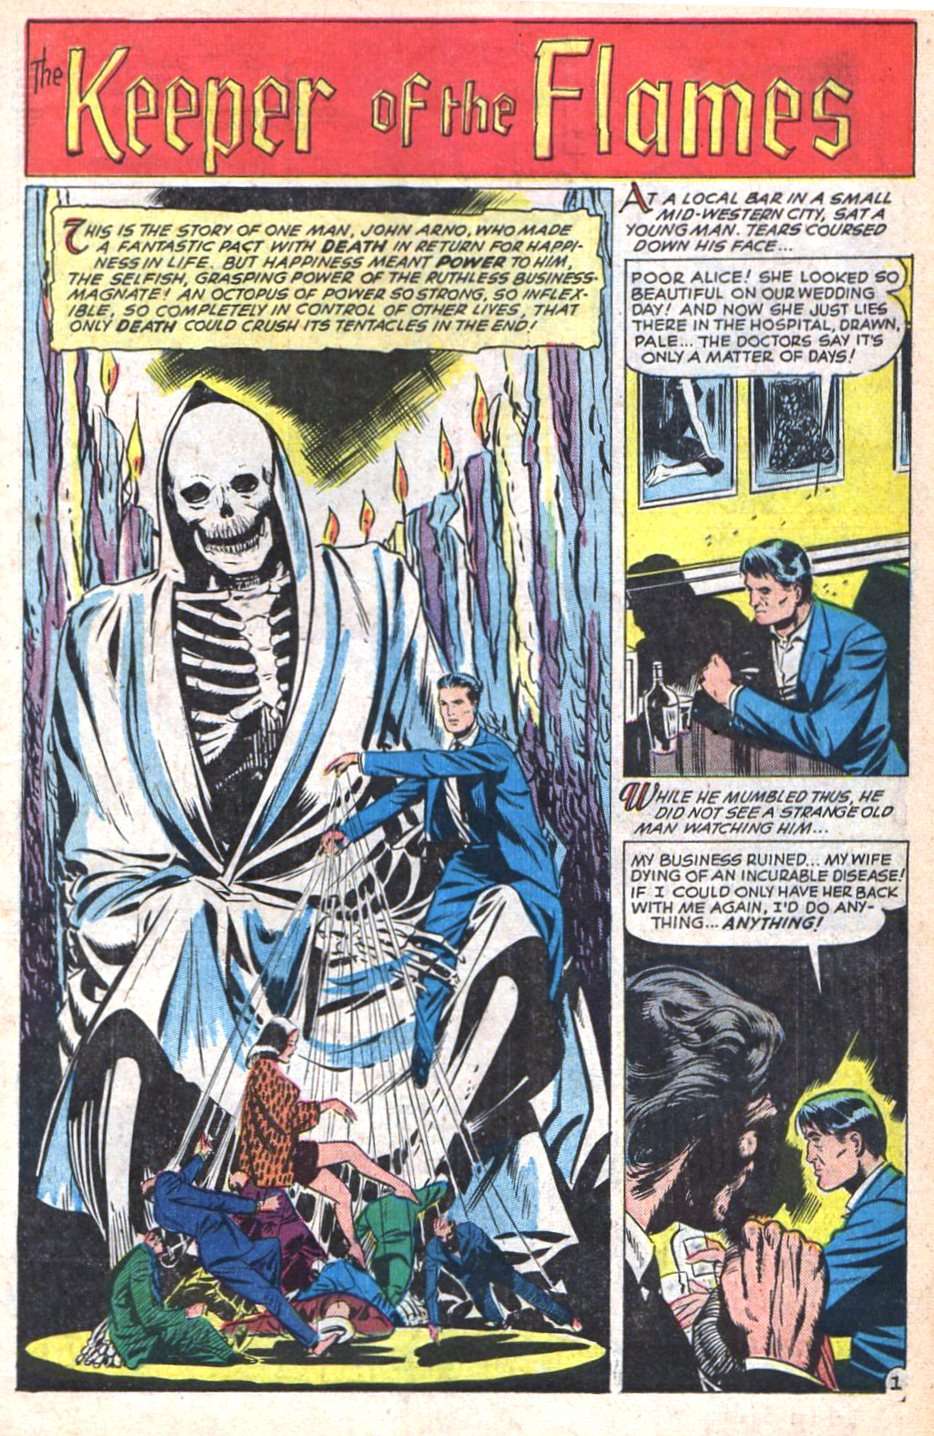 The Keeper of the Flames
THIS IS THE STORY OF ONE MAN, JOHN ARNO, WHO MADE
A FANTASTIC PACT WITH DEATH IN RETURN FOR HAPPI-
NESS IN LIFE. BUT HAPPINESS MEANT POWER TO HIM,
THE SELFISH, GRASPING POWER OF THE RUTHLESS BUSINESS-
MAGNATE! AN OCTOPUS OF POWER SO STRONG, SO INFLEX-
IBLE, SO COMPLETELY IN CONTROL OF OTHER LIVES, THAT
ONLY DEATH COULD CRUSH ITS TENTACLES IN THE END!
AT A LOCAL BAR IN A SMALL
MID-WESTERN CITY, SAT A
YOUNG MAN. TEARS COURSED
DOWN HIS FACE...
POOR ALICE! SHE LOOKED SO
BEAUTIFUL ON OUR WEDDING
DAY! AND NOW SHE JUST LIES
THERE IN THE HOSPITAL, DRAWN,
PALE... THE DOCTORS SAY IT'S
ONLY A MATTER OF DAYS!
WHILE HE MUMBLED THUS, HE
DID NOT SEE A STRANGE OLD
MAN WATCHING HIM...
MY BUSINESS RUINED... MY WIFE
DYING OF AN INCURABLE DISEASE!
IF I COULD ONLY HAVE HER BACK
WITH ME AGAIN, I'D DO ANY-
THING... ANYTHING!
1